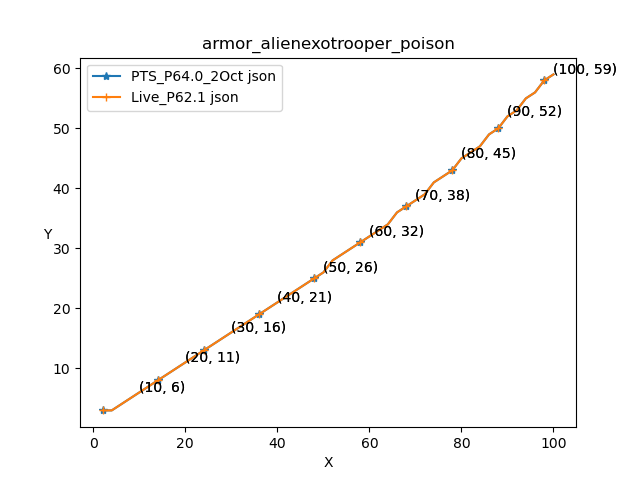 armor_alienexotrooper_poison
PTS_P64.0_2Oct json
Live_P62.1 json
(100, 59)
(90, 52)
(80, 45)
(70, 38)
(60, 32)
(50, 26)
(40, 21)
(30, 16)
(20, 11)
(10, 6)
60
50
40
30
20
10
Y
0 20 40 60 80 100
X